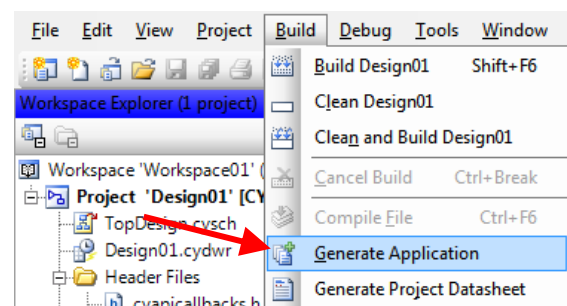 File Edit View Project Build Debug Tools Window
Build Design01 Shift+F6
Workspace Explorer (1 project)
Clean Design01
Clean and Build Design01
Workspace 'Workspace01' (
Cancel Build Ctrl+Break
Project 'Design01' [CY
TopDesign.cysch
Compile File Ctrl+F6
Design01.cydwr
Generate Application
Header Files
Generate Project Datasheet
cyapicallbacks.h